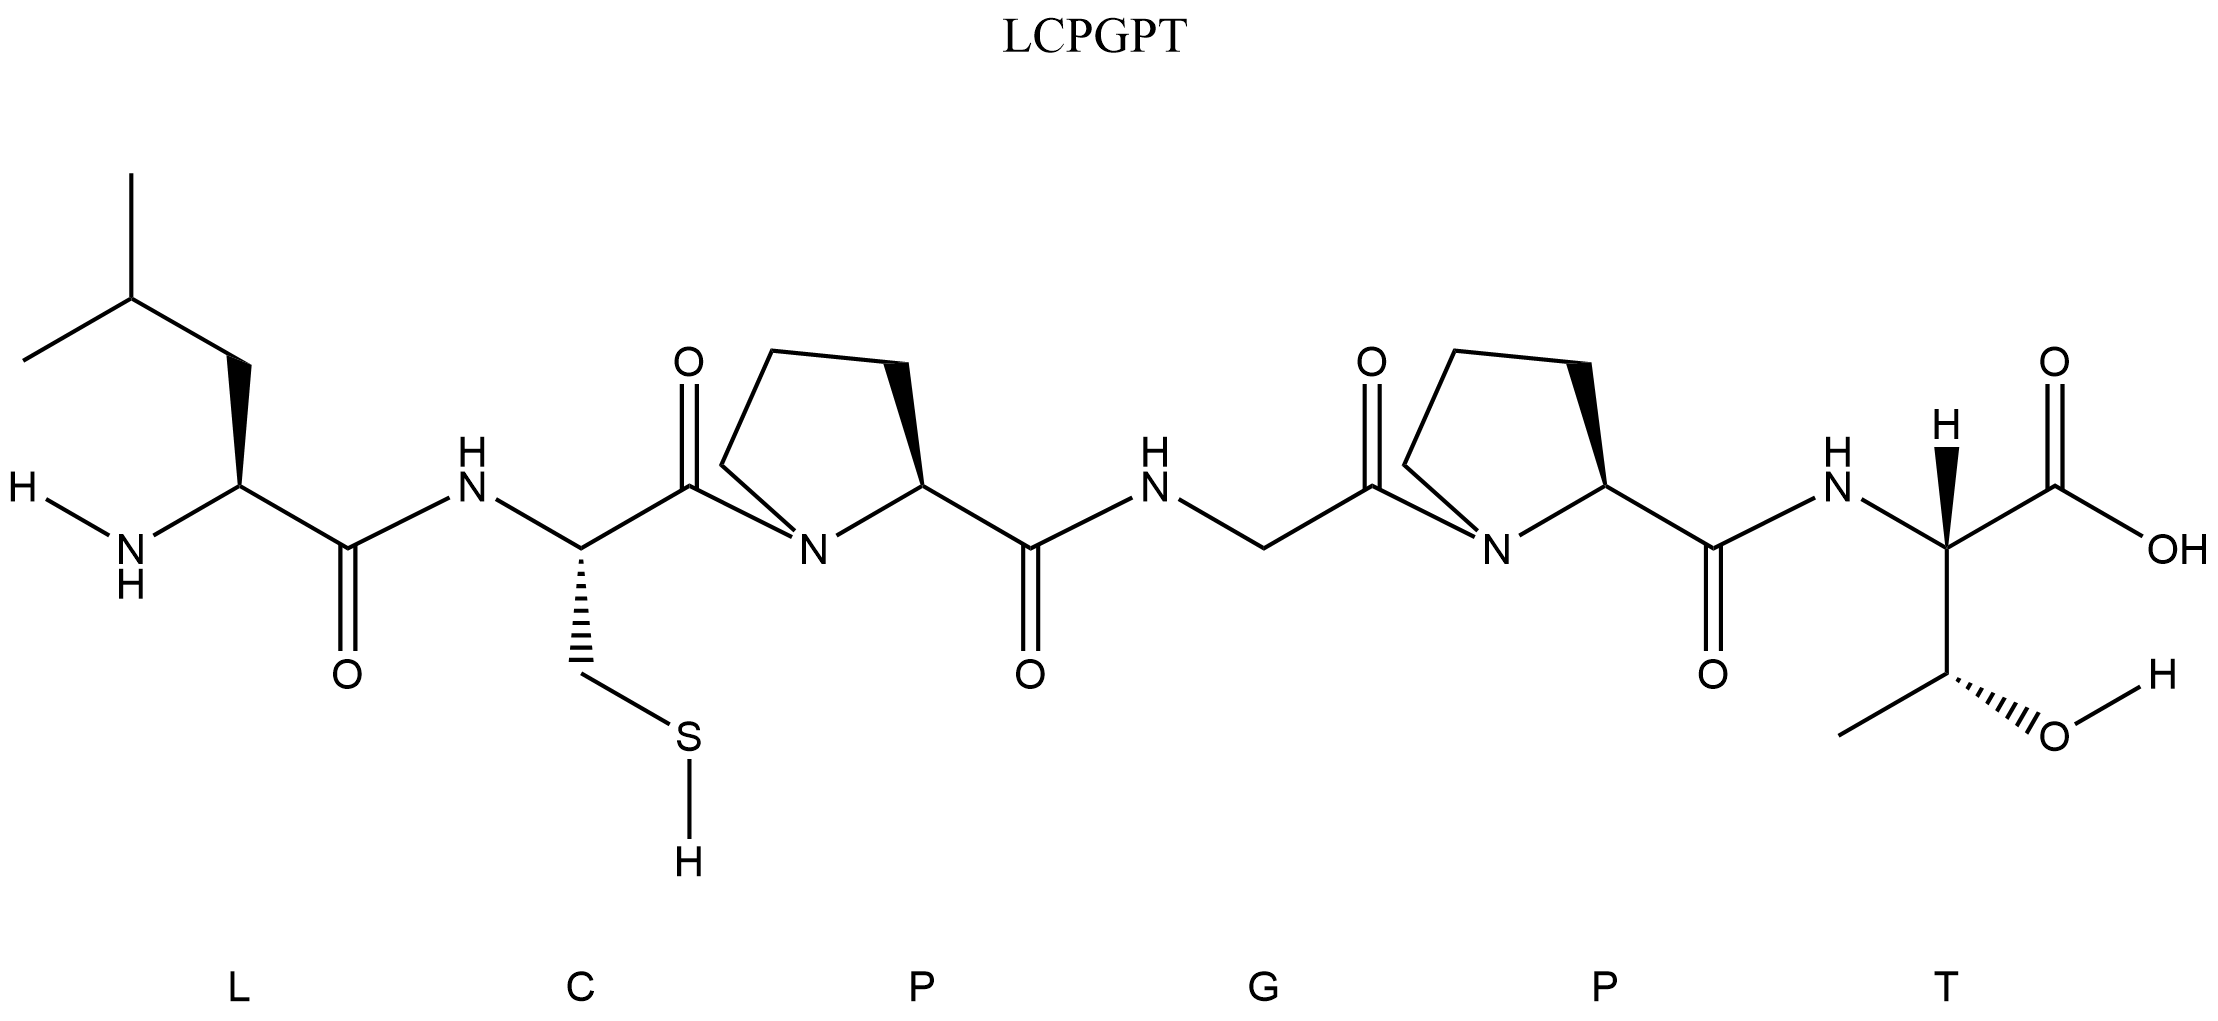 LCPGPT
O O O
H H H H
H N N N OH
N N N
H
O O O H
S O
H
L C P G P T